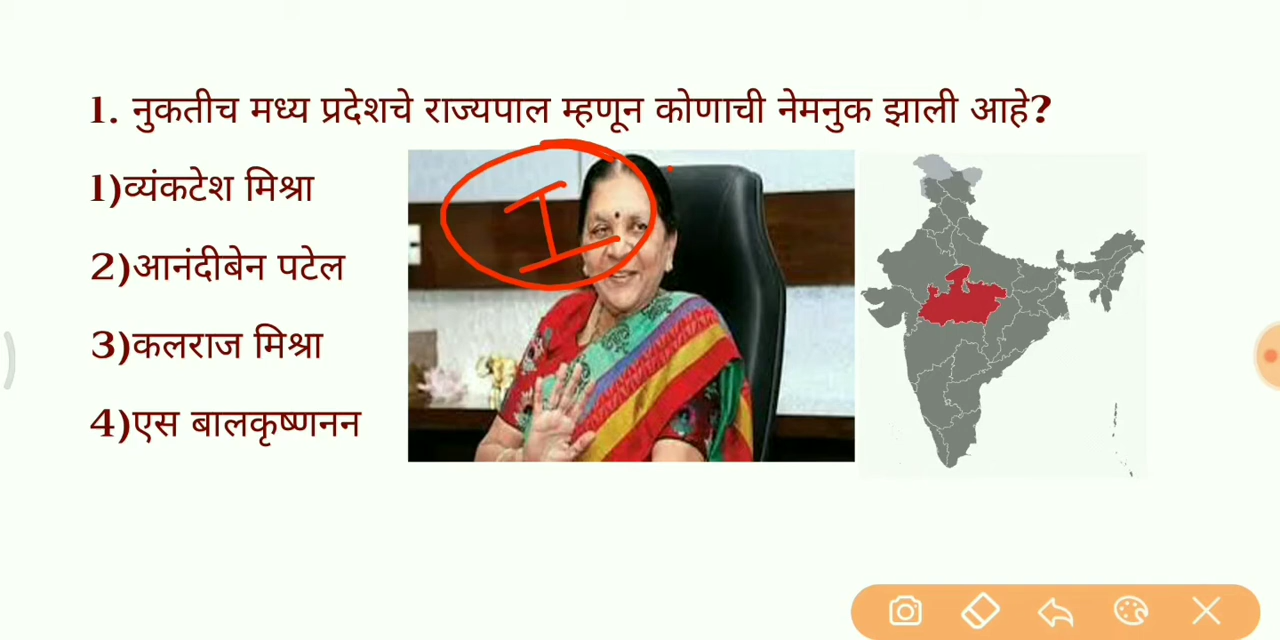 1. नुकतीच मध्य प्रदेशचे राज्यपाल म्हणून कोणाची नेमनुक झाली आहे?
1)व्यंकटेश मिश्रा
2)आनंदीबेन पटेल
3)कलराज मिश्रा
4)एस बालकृष्णनन
I